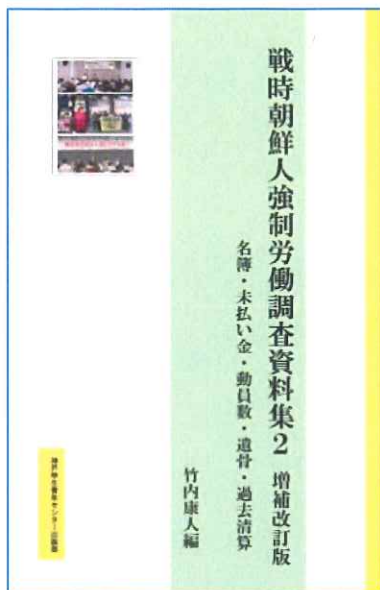 戦時朝鮮人強制労働調査資料集2 増補改訂版
名簿・未払い金・動員数・遺骨・過去清算
竹内康人編
神戸学生青年センター出版部